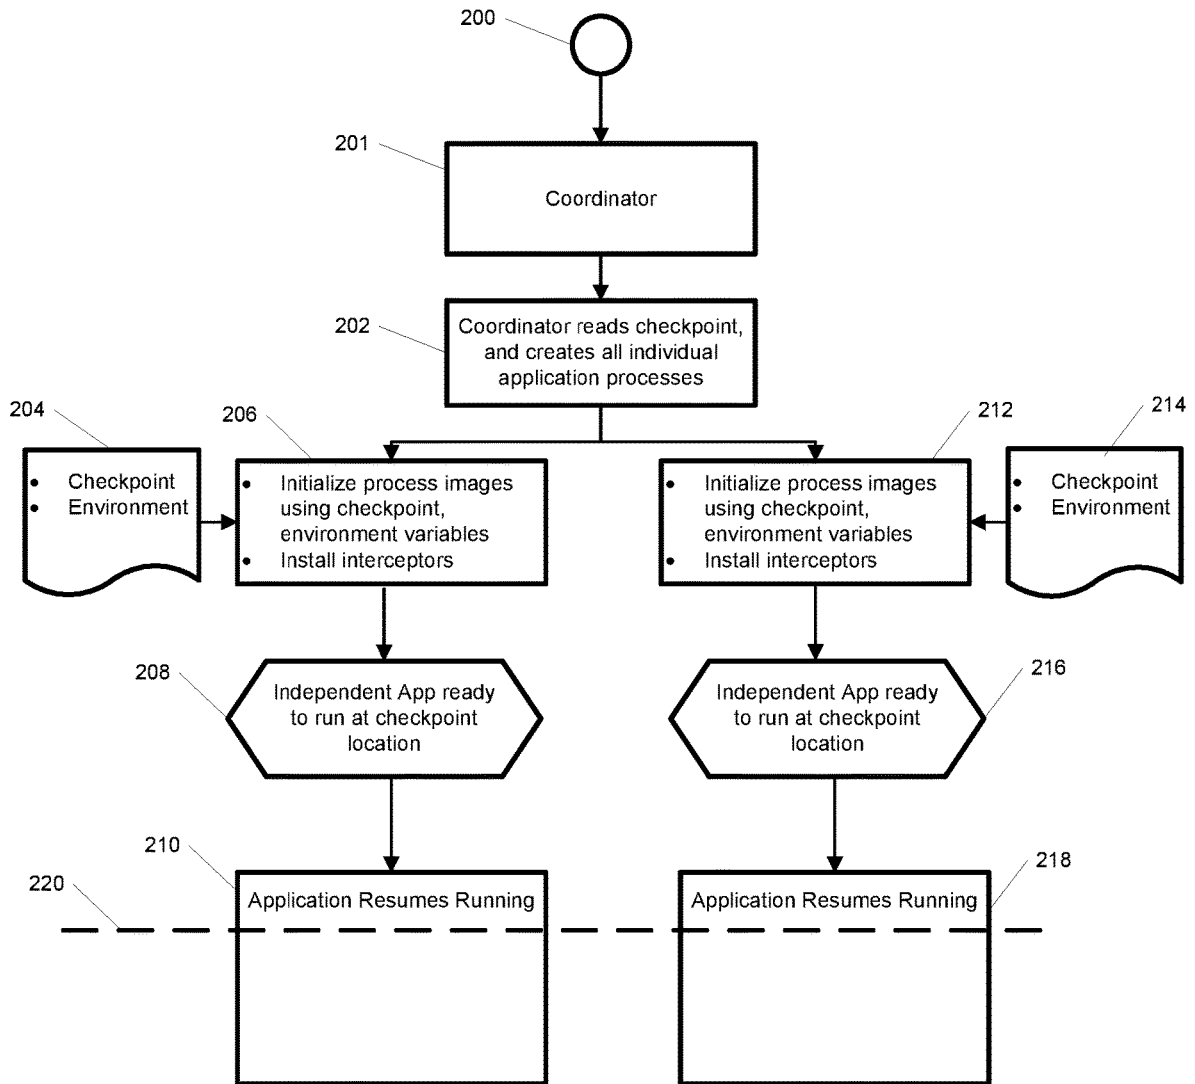 200
201
Coordinator
202
Coordinator reads checkpoint,
and creates all individual
application processes
204
206
212
214
• Checkpoint
• Environment
• Initialize process images
using checkpoint,
environment variables
• Install interceptors
• Initialize process images
using checkpoint,
environment variables
• Install interceptors
• Checkpoint
• Environment
208
Independent App ready
to run at checkpoint
location
Independent App ready
to run at checkpoint
location
216
210
218
220
Application Resumes Running
Application Resumes Running